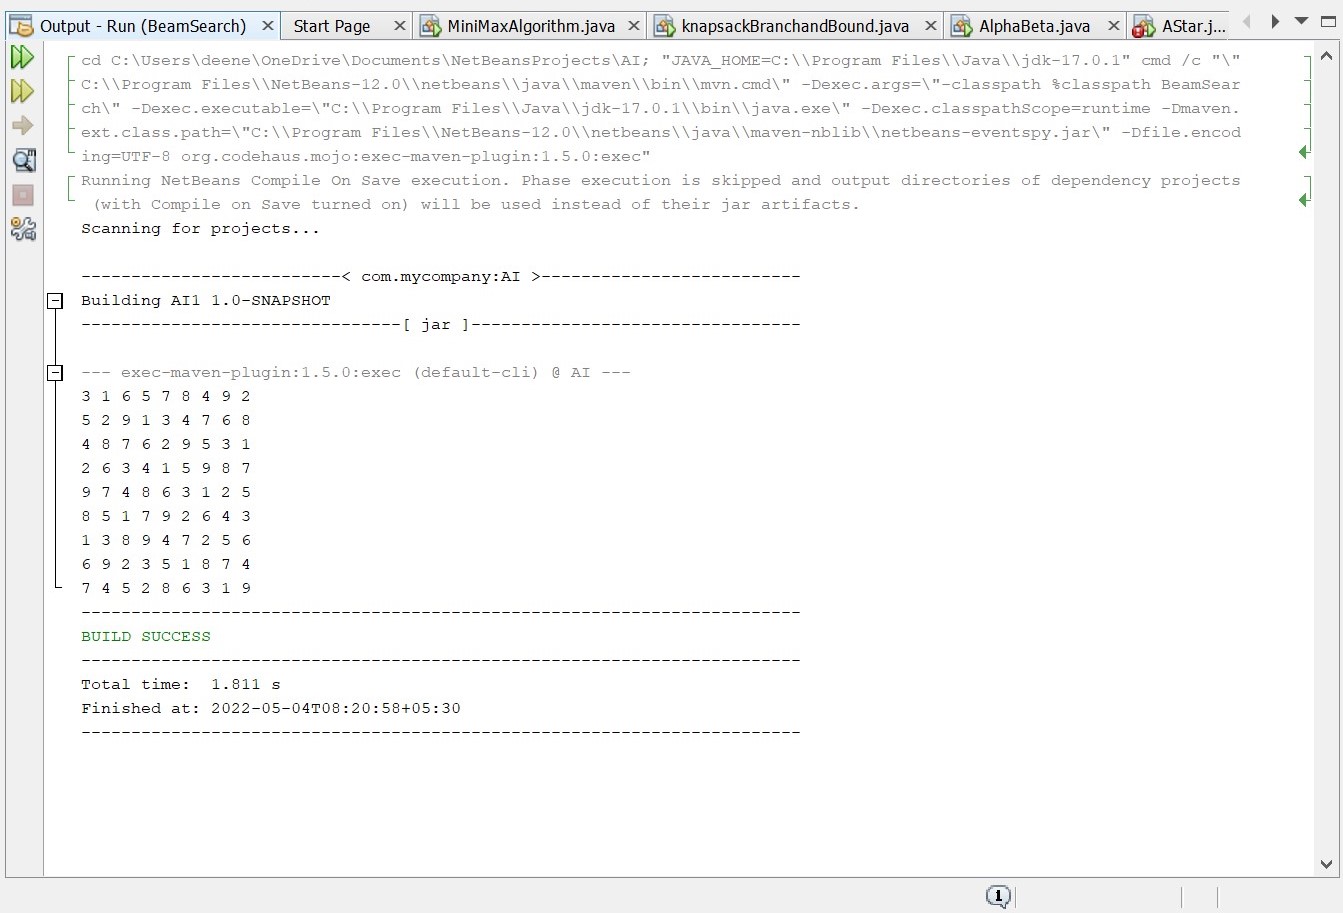 Output - Run (BeamSearch) × Start Page × MiniMaxAlgorithm.java × knapsackBranchandBound.java × AlphaBeta.java × AStar.j...
cd C:\Users\deene\OneDrive\Documents\NetBeansProjects\AI; "JAVA_HOME=C:\\Program Files\\Java\\jdk-17.0.1" cmd /c "\"
C:\\Program Files\\NetBeans-12.0\\netbeans\\java\\maven\\bin\\mvn.cmd\" -Dexec.args=\"-classpath %classpath BeamSear
ch\" -Dexec.executable=\"C:\\Program Files\\Java\\jdk-17.0.1\\bin\\java.exe\" -Dexec.classpathScope=runtime -Dmaven.
ext.class.path=\"C:\\Program Files\\NetBeans-12.0\\netbeans\\java\\maven-nblib\\netbeans-eventspy.jar\" -Dfile.encod
ing=UTF-8 org.codehaus.mojo:exec-maven-plugin:1.5.0:exec"
Running NetBeans Compile On Save execution. Phase execution is skipped and output directories of dependency projects
(with Compile on Save turned on) will be used instead of their jar artifacts.
Scanning for projects...
--------------------------< com.mycompany:AI >--------------------------
Building AI1 1.0-SNAPSHOT
--------------------------------[ jar ]---------------------------------
--- exec-maven-plugin:1.5.0:exec (default-cli) @ AI ---
3 1 6 5 7 8 4 9 2
5 2 9 1 3 4 7 6 8
4 8 7 6 2 9 5 3 1
2 6 3 4 1 5 9 8 7
9 7 4 8 6 3 1 2 5
8 5 1 7 9 2 6 4 3
1 3 8 9 4 7 2 5 6
6 9 2 3 5 1 8 7 4
7 4 5 2 8 6 3 1 9
------------------------------------------------------------------------
BUILD SUCCESS
------------------------------------------------------------------------
Total time:  1.811 s
Finished at: 2022-05-04T08:20:58+05:30
------------------------------------------------------------------------
1